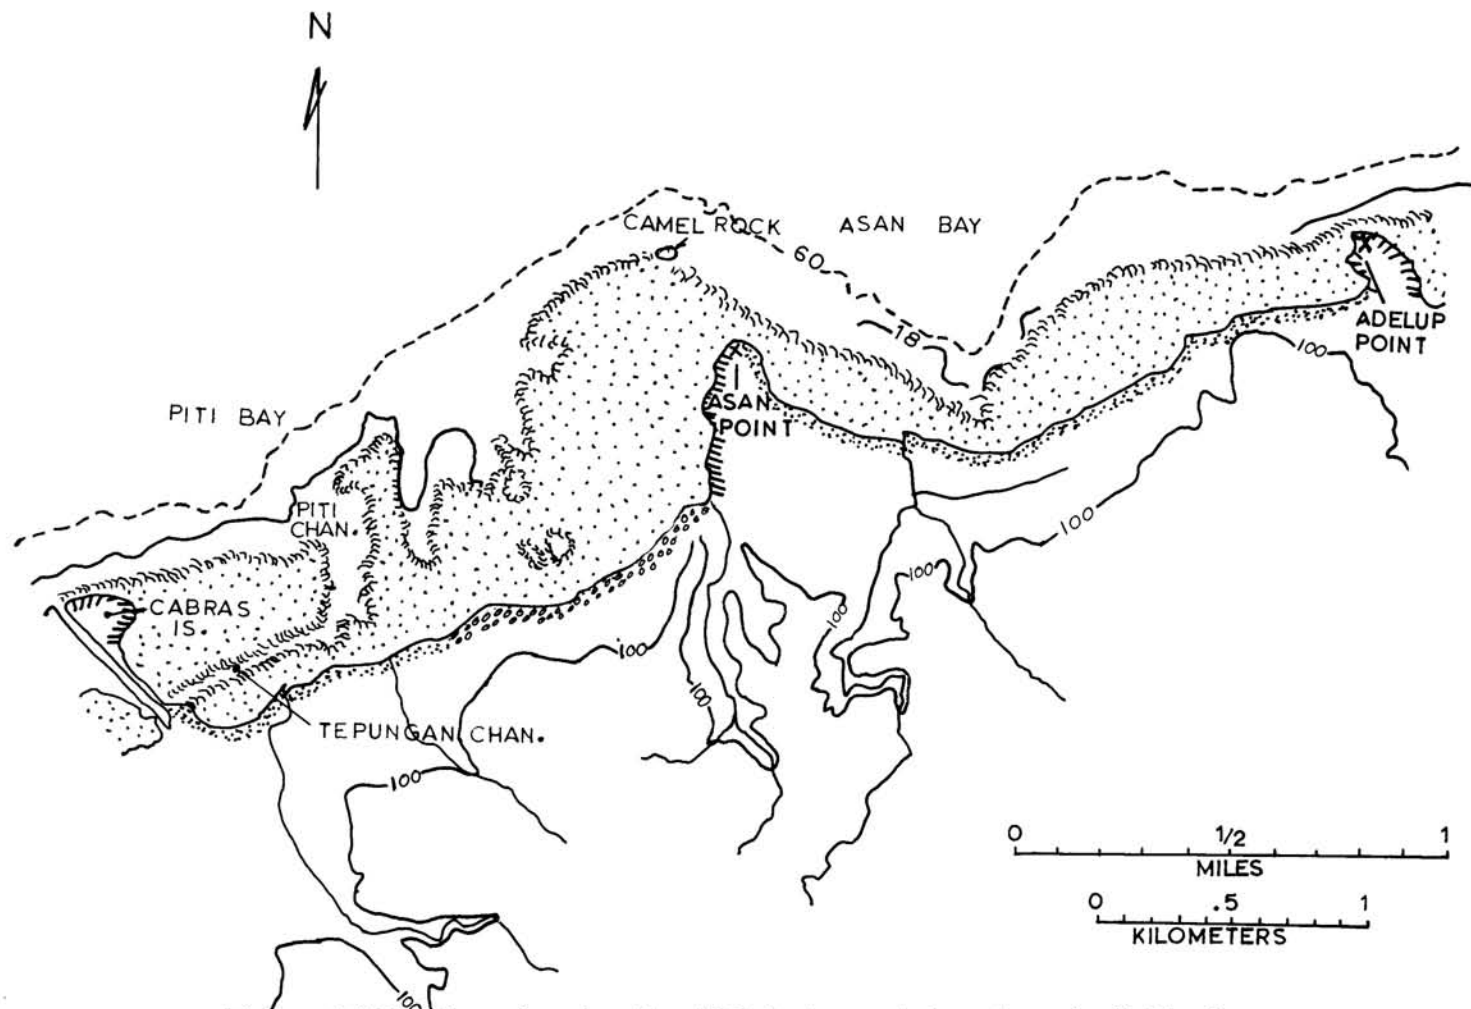 N
CAMEL ROCK
ASAN BAY
60
18
ADELUP
POINT
100
ASAN
POINT
PITI BAY
PITI
CHAN.
100
100
CABRAS
IS.
100
100
100
TEPUNGAN CHAN.
100
0 1/2 1
MILES
0 .5 1
KILOMETERS
100